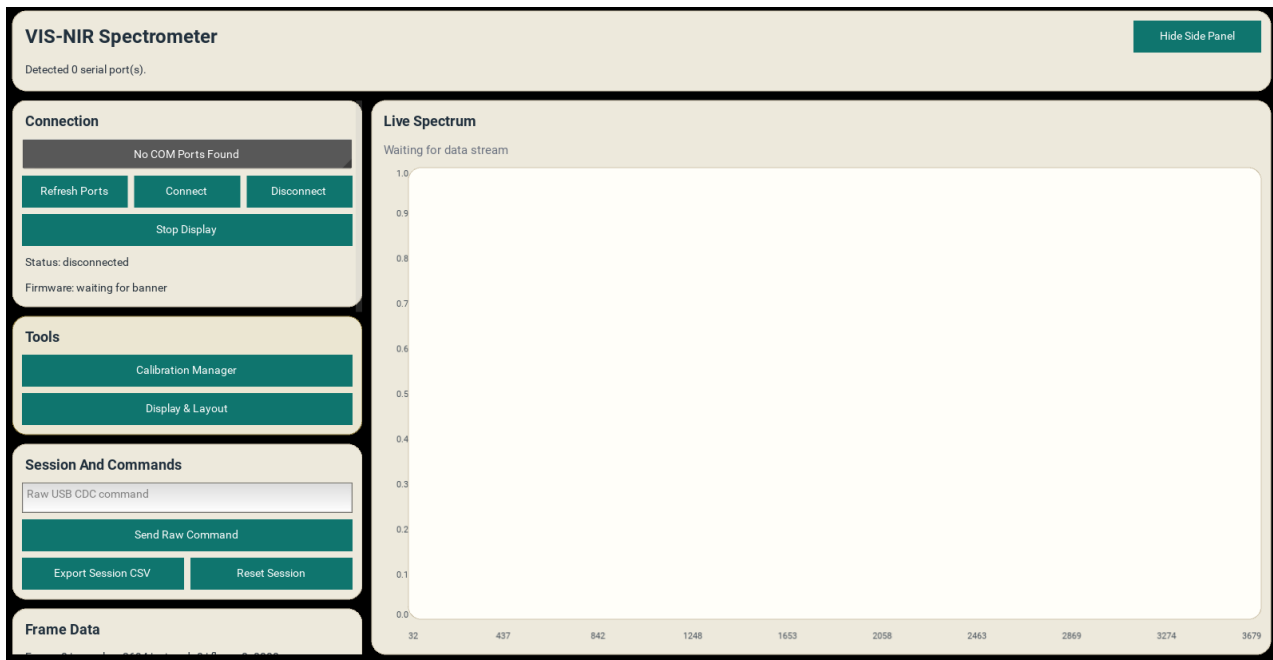 VIS-NIR Spectrometer
Hide Side Panel
Detected 0 serial port(s).
Connection
No COM Ports Found
Refresh Ports Connect Disconnect
Stop Display
Status: disconnected
Firmware: waiting for banner
Tools
Calibration Manager
Display & Layout
Session And Commands
Raw USB CDC command
Send Raw Command
Export Session CSV Reset Session
Frame Data
Live Spectrum
Waiting for data stream
1.0
0.9
0.8
0.7
0.6
0.5
0.4
0.3
0.2
0.1
0.0
32 437 842 1248 1653 2058 2463 2869 3274 3679